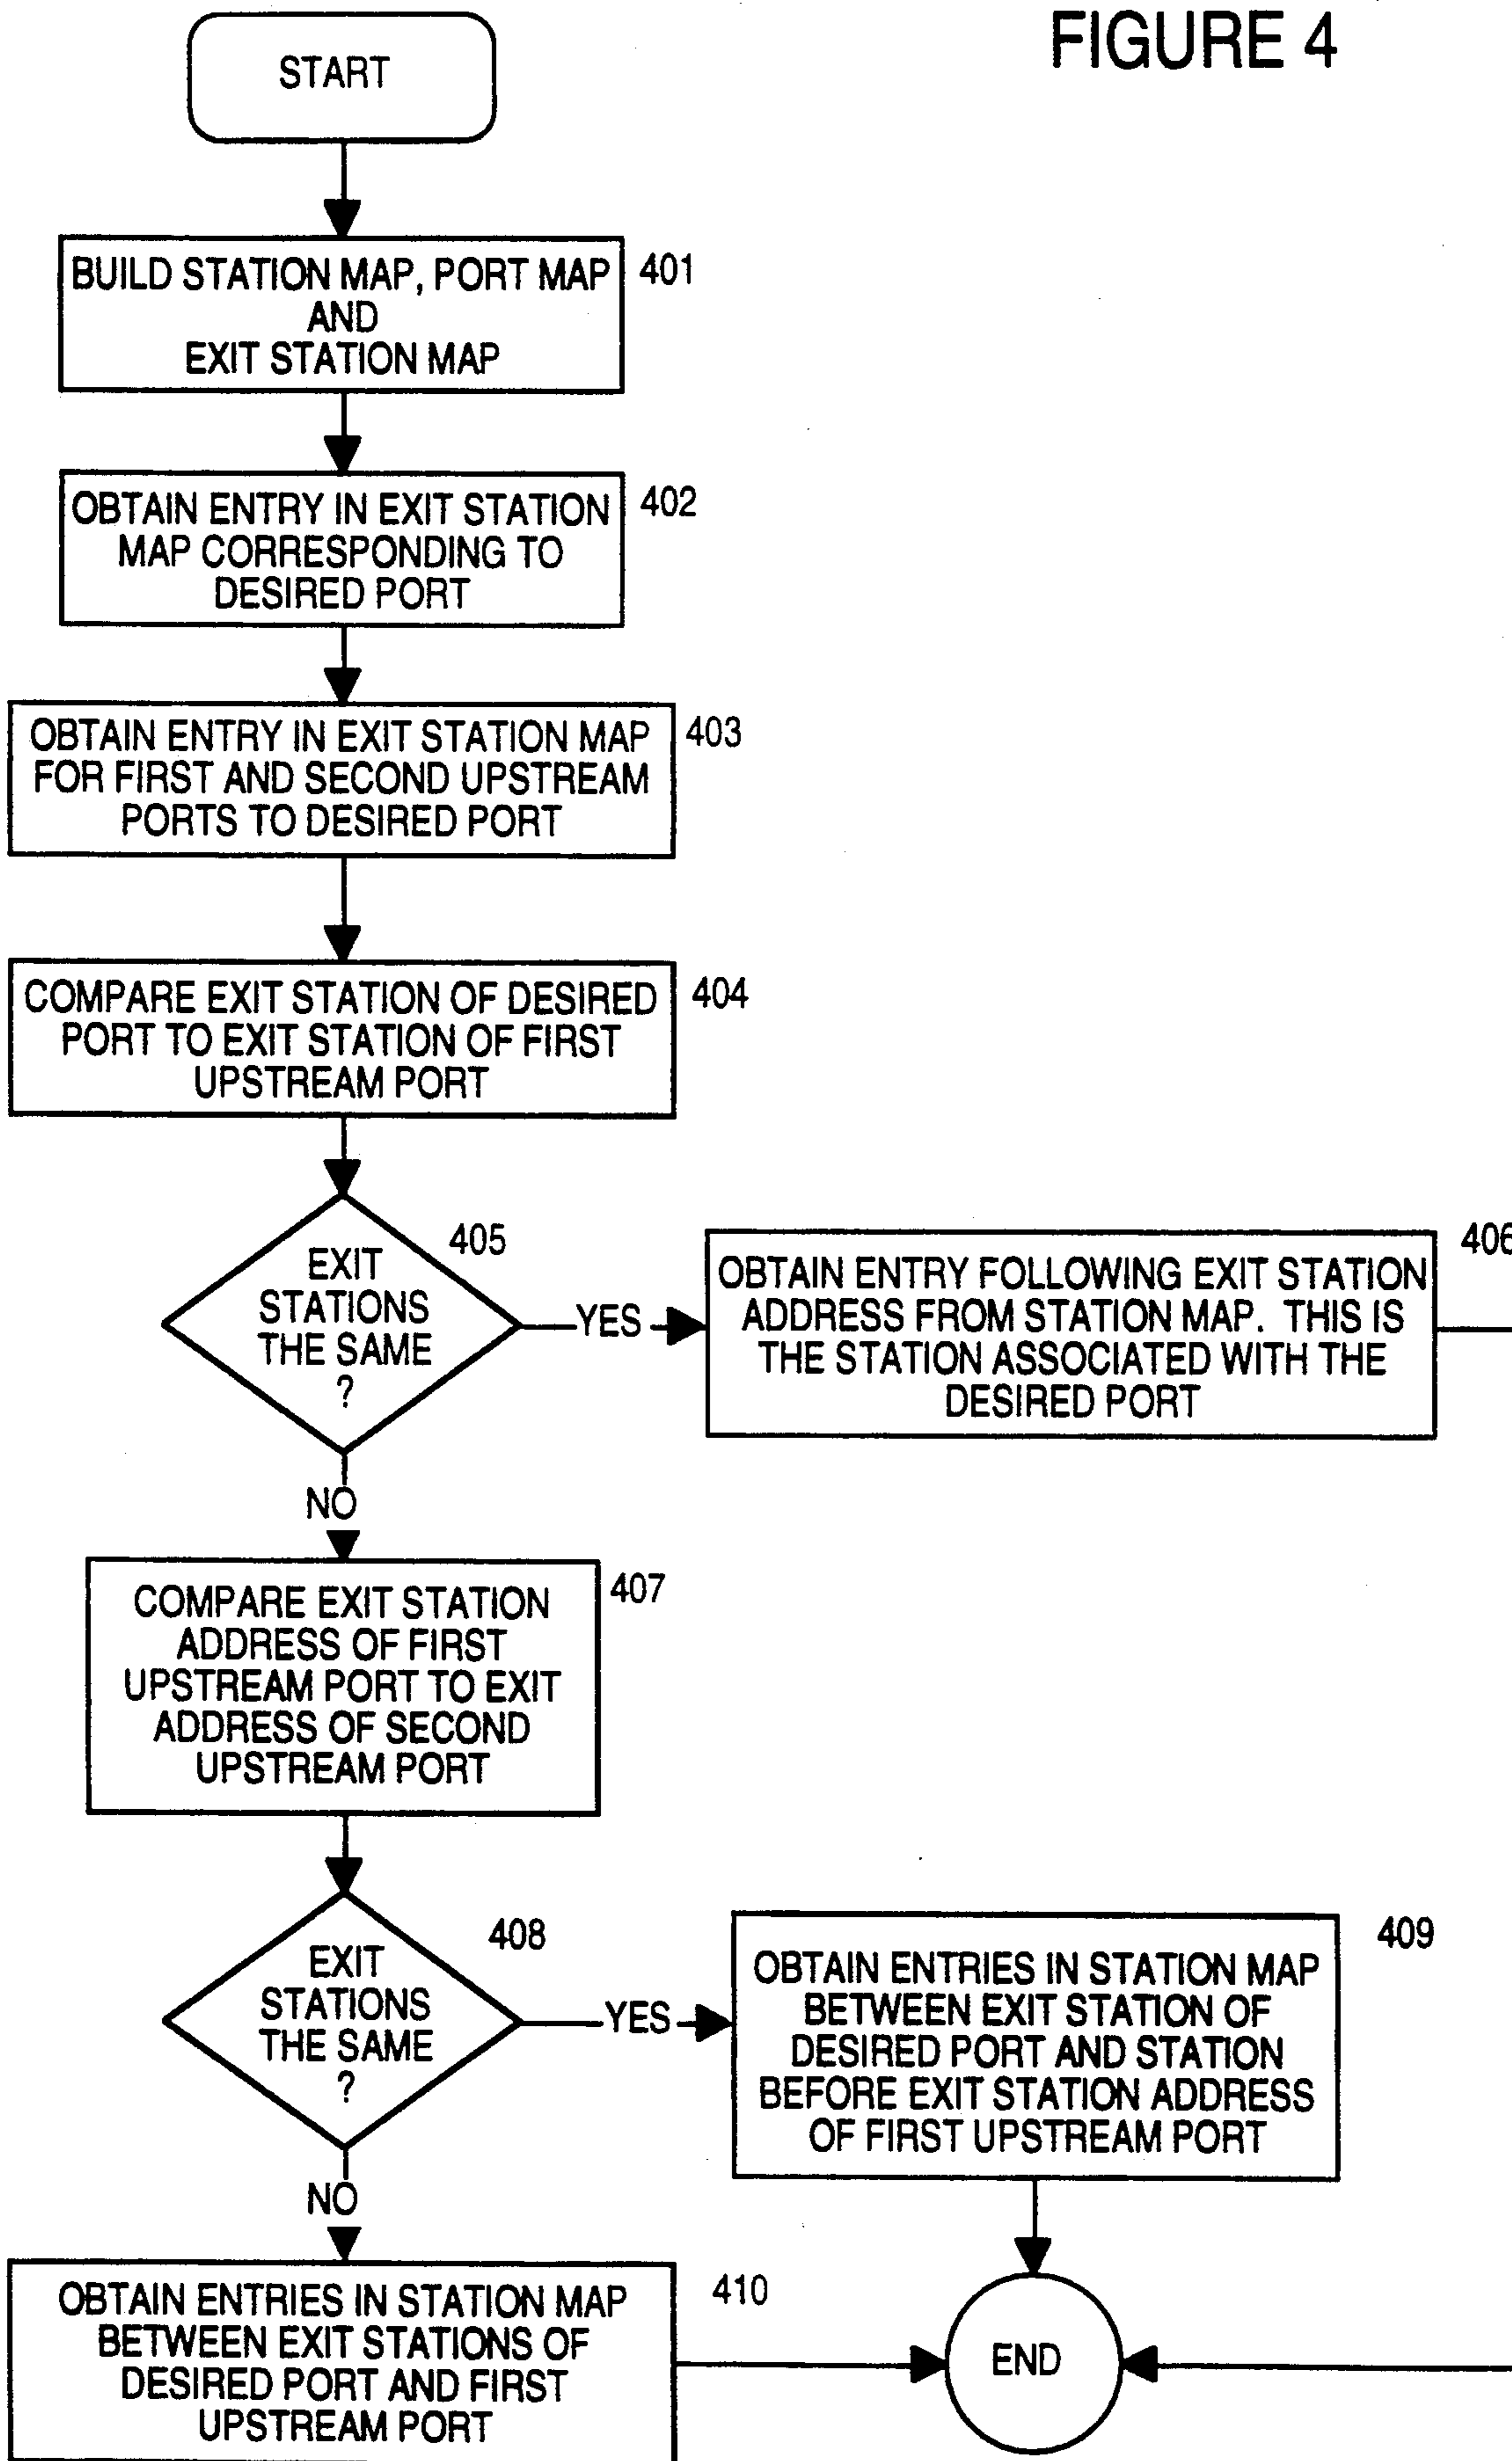 FIGURE 4
START
BUILD STATION MAP, PORT MAP
AND
EXIT STATION MAP
401
OBTAIN ENTRY IN EXIT STATION
MAP CORRESPONDING TO
DESIRED PORT
402
OBTAIN ENTRY IN EXIT STATION MAP
FOR FIRST AND SECOND UPSTREAM
PORTS TO DESIRED PORT
403
COMPARE EXIT STATION OF DESIRED
PORT TO EXIT STATION OF FIRST
UPSTREAM PORT
404
EXIT
STATIONS
THE SAME
?
405
YES
OBTAIN ENTRY FOLLOWING EXIT STATION
ADDRESS FROM STATION MAP. THIS IS
THE STATION ASSOCIATED WITH THE
DESIRED PORT
406
NO
COMPARE EXIT STATION
ADDRESS OF FIRST
UPSTREAM PORT TO EXIT
ADDRESS OF SECOND
UPSTREAM PORT
407
EXIT
STATIONS
THE SAME
?
408
YES
OBTAIN ENTRIES IN STATION MAP
BETWEEN EXIT STATION OF
DESIRED PORT AND STATION
BEFORE EXIT STATION ADDRESS
OF FIRST UPSTREAM PORT
409
NO
OBTAIN ENTRIES IN STATION MAP
BETWEEN EXIT STATIONS OF
DESIRED PORT AND FIRST
UPSTREAM PORT
410
END